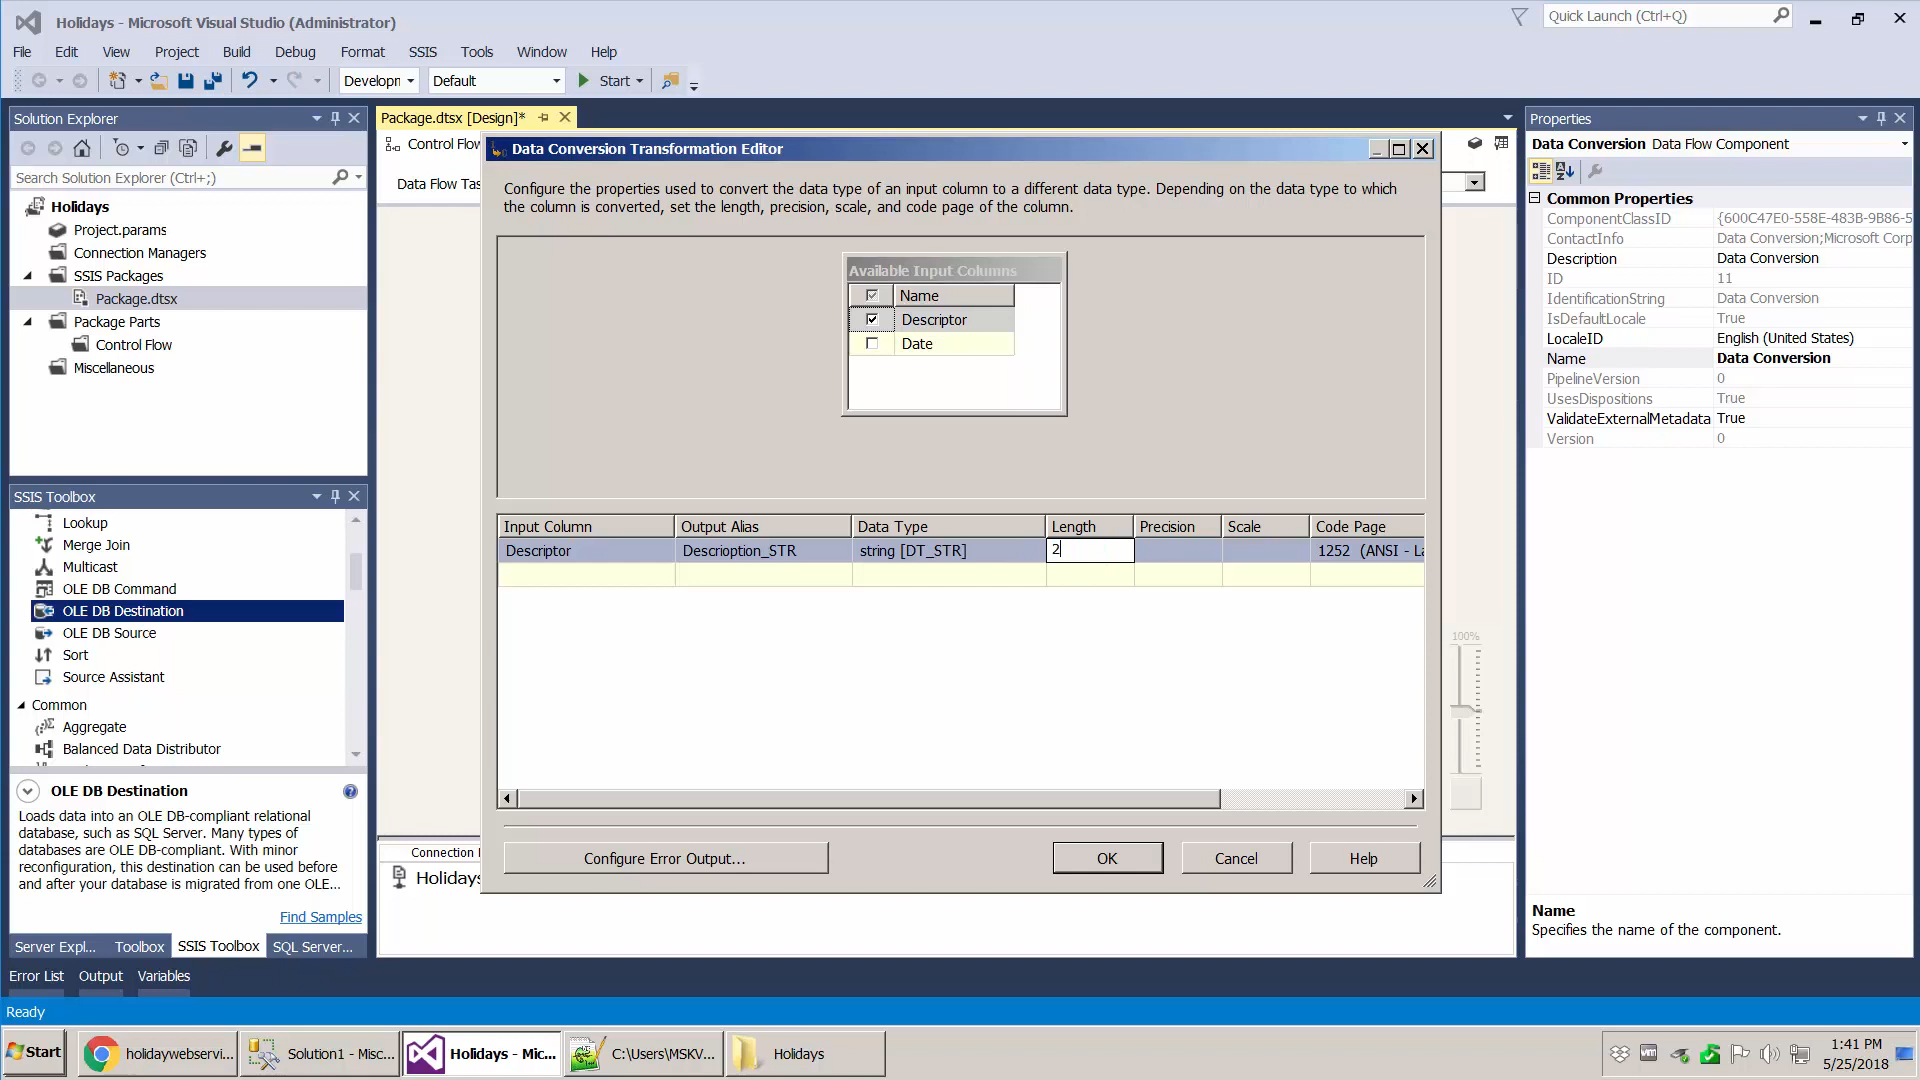 Holidays - Microsoft Visual Studio (Administrator)
Quick Launch (Ctrl+Q)
File Edit View Project Build Debug Format SSIS Tools Window Help
Developn Default Start
Solution Explorer
Search Solution Explorer (Ctrl+;)
Holidays
Project.params
Connection Managers
SSIS Packages
Package.dtsx
Package Parts
Control Flow
Miscellaneous
SSIS Toolbox
Lookup
Merge Join
Multicast
OLE DB Command
OLE DB Destination
OLE DB Source
Sort
Source Assistant
Common
Aggregate
Balanced Data Distributor
OLE DB Destination
Loads data into an OLE DB-compliant relational
database, such as SQL Server. Many types of
databases are OLE DB-compliant. With minor
reconfiguration, this destination can be used before
and after your database is migrated from one OLE...
Find Samples
Server Expl... Toolbox SSIS Toolbox SQL Server...
Error List Output Variables
Package.dtsx [Design]*
Control Flow
Data Flow Tas
100%
Connection
Holidays
Data Conversion Transformation Editor
Configure the properties used to convert the data type of an input column to a different data type. Depending on the data type to which
the column is converted, set the length, precision, scale, and code page of the column.
Available Input Columns
Name
Descriptor
Date
Input Column Output Alias Data Type Length Precision Scale Code Page
Descriptor Descrioption_STR string [DT_STR] 2 1252 (ANSI - La
Configure Error Output... OK Cancel Help
Properties
Data Conversion Data Flow Component
Common Properties
ComponentClassID {600C47E0-558E-483B-9B86-5
ContactInfo Data Conversion;Microsoft Corp
Description Data Conversion
ID 11
IdentificationString Data Conversion
IsDefaultLocale True
LocaleID English (United States)
Name Data Conversion
PipelineVersion 0
UsesDispositions True
ValidateExternalMetadata True
Version 0
Name
Specifies the name of the component.
Ready
Start holidaywebservi... Solution1 - Misc... Holidays - Mic... C:\Users\MSKV... Holidays
1:41 PM
5/25/2018